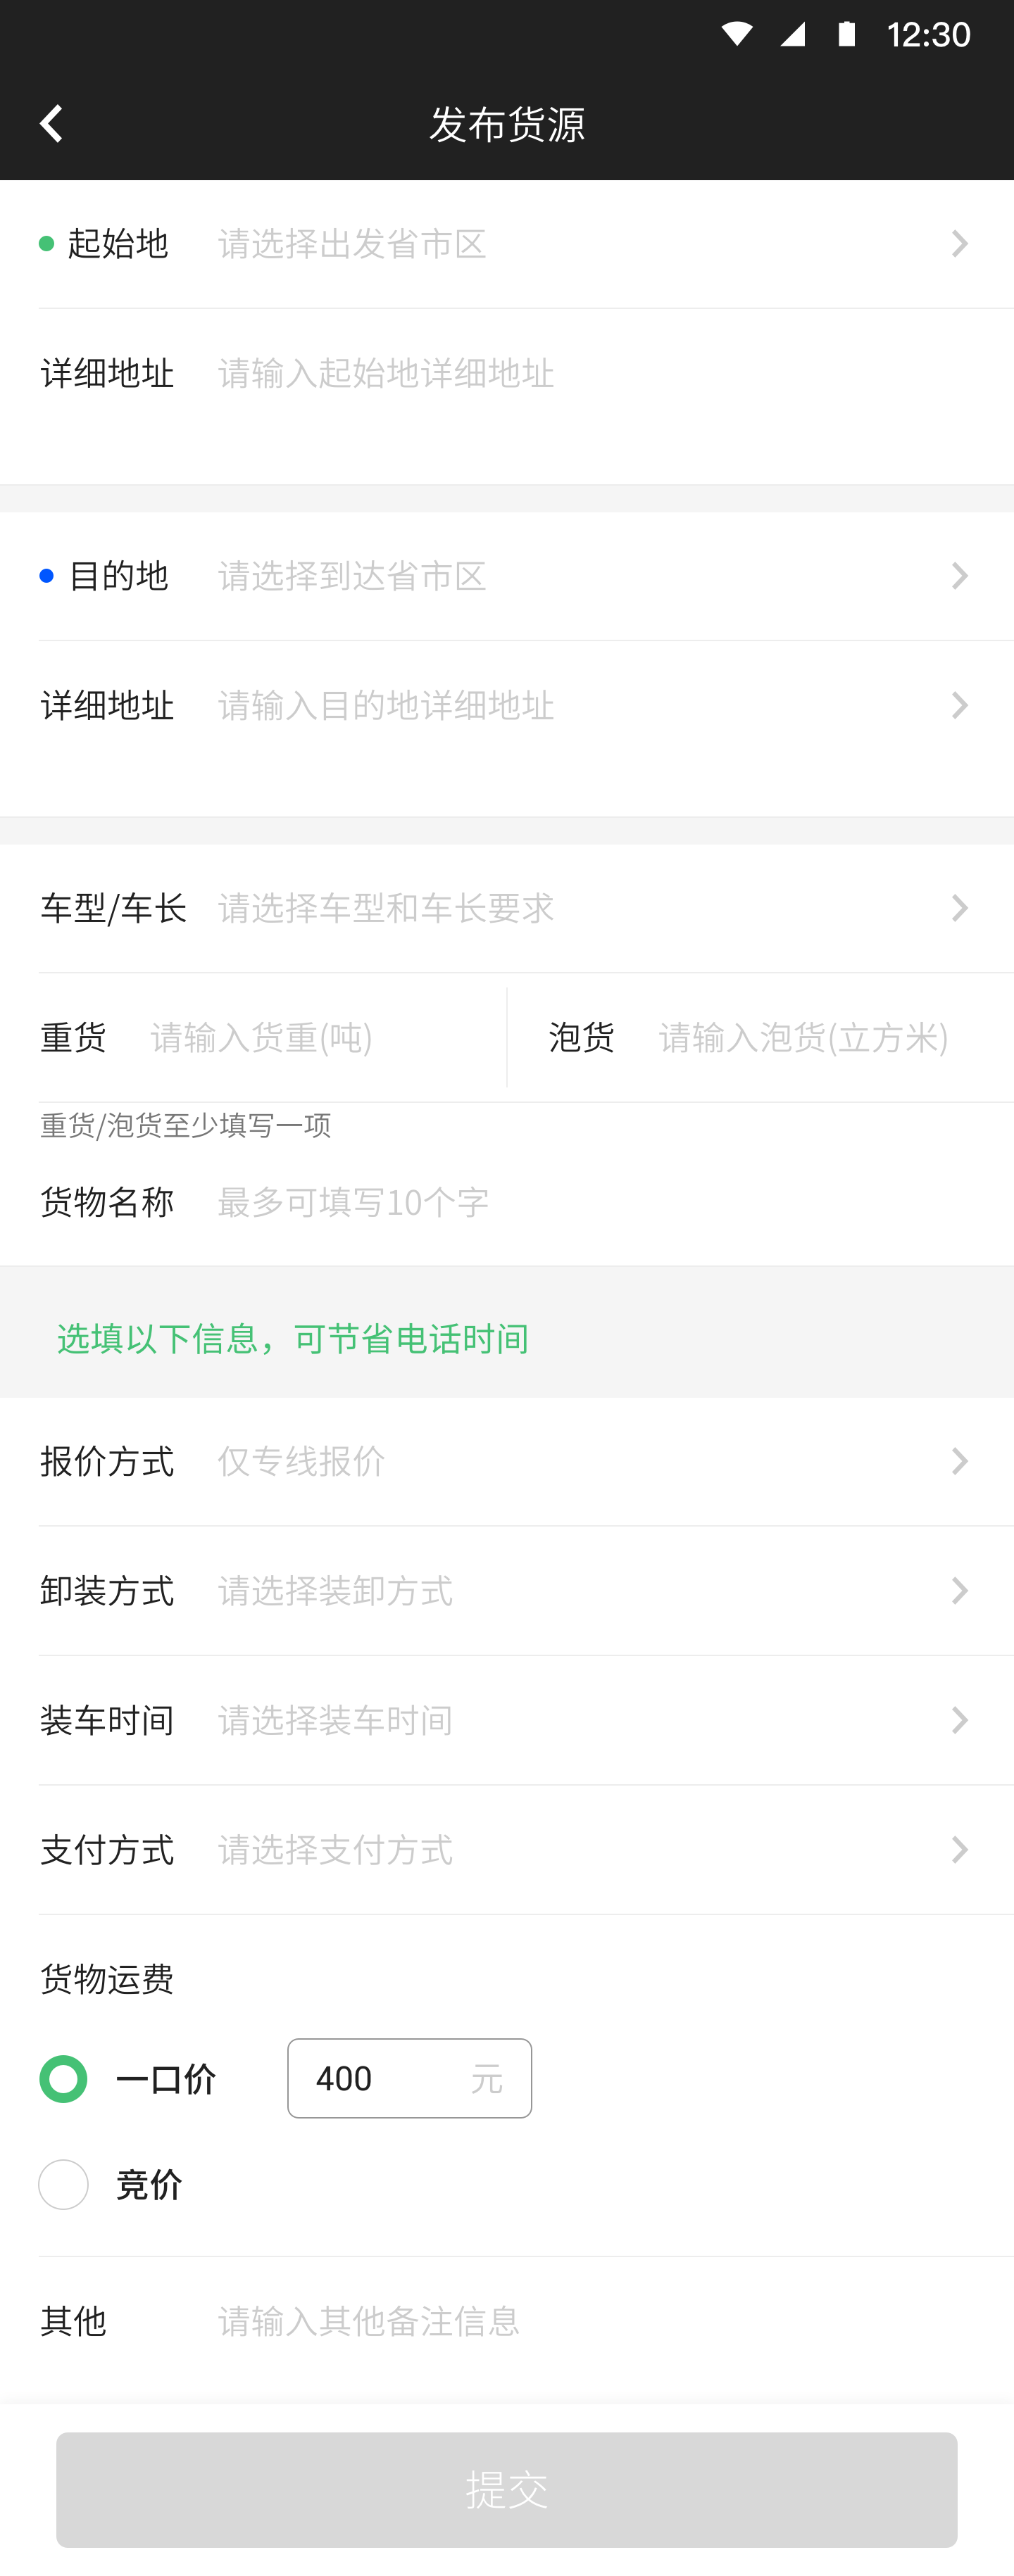 12:30
发布货源
起始地 请选择出发省市区
详细地址 请输入起始地详细地址
目的地 请选择到达省市区
详细地址 请输入目的地详细地址
车型/车长 请选择车型和车长要求
重货 请输入货重(吨) 泡货 请输入泡货(立方米)
重货/泡货至少填写一项
货物名称 最多可填写10个字
选填以下信息，可节省电话时间
报价方式 仅专线报价
卸装方式 请选择装卸方式
装车时间 请选择装车时间
支付方式 请选择支付方式
货物运费
一口价 400 元
竞价
其他 请输入其他备注信息
提交